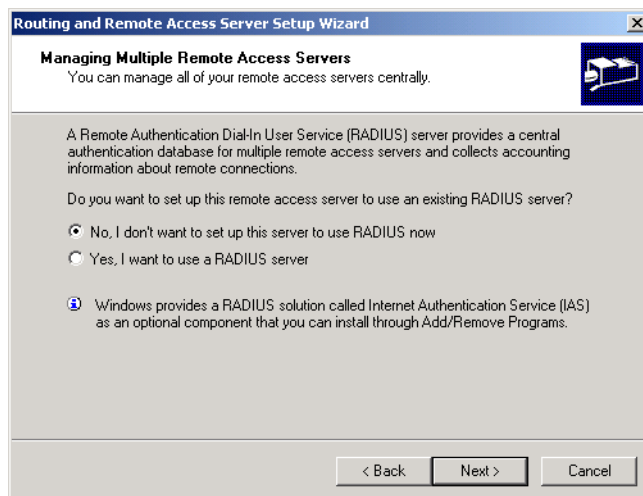 Routing and Remote Access Server Setup Wizard
Managing Multiple Remote Access Servers
You can manage all of your remote access servers centrally.
A Remote Authentication Dial-In User Service (RADIUS) server provides a central
authentication database for multiple remote access servers and collects accounting
information about remote connections.
Do you want to set up this remote access server to use an existing RADIUS server?
No, I don't want to set up this server to use RADIUS now
Yes, I want to use a RADIUS server
Windows provides a RADIUS solution called Internet Authentication Service (IAS)
as an optional component that you can install through Add/Remove Programs.
< Back
Next >
Cancel